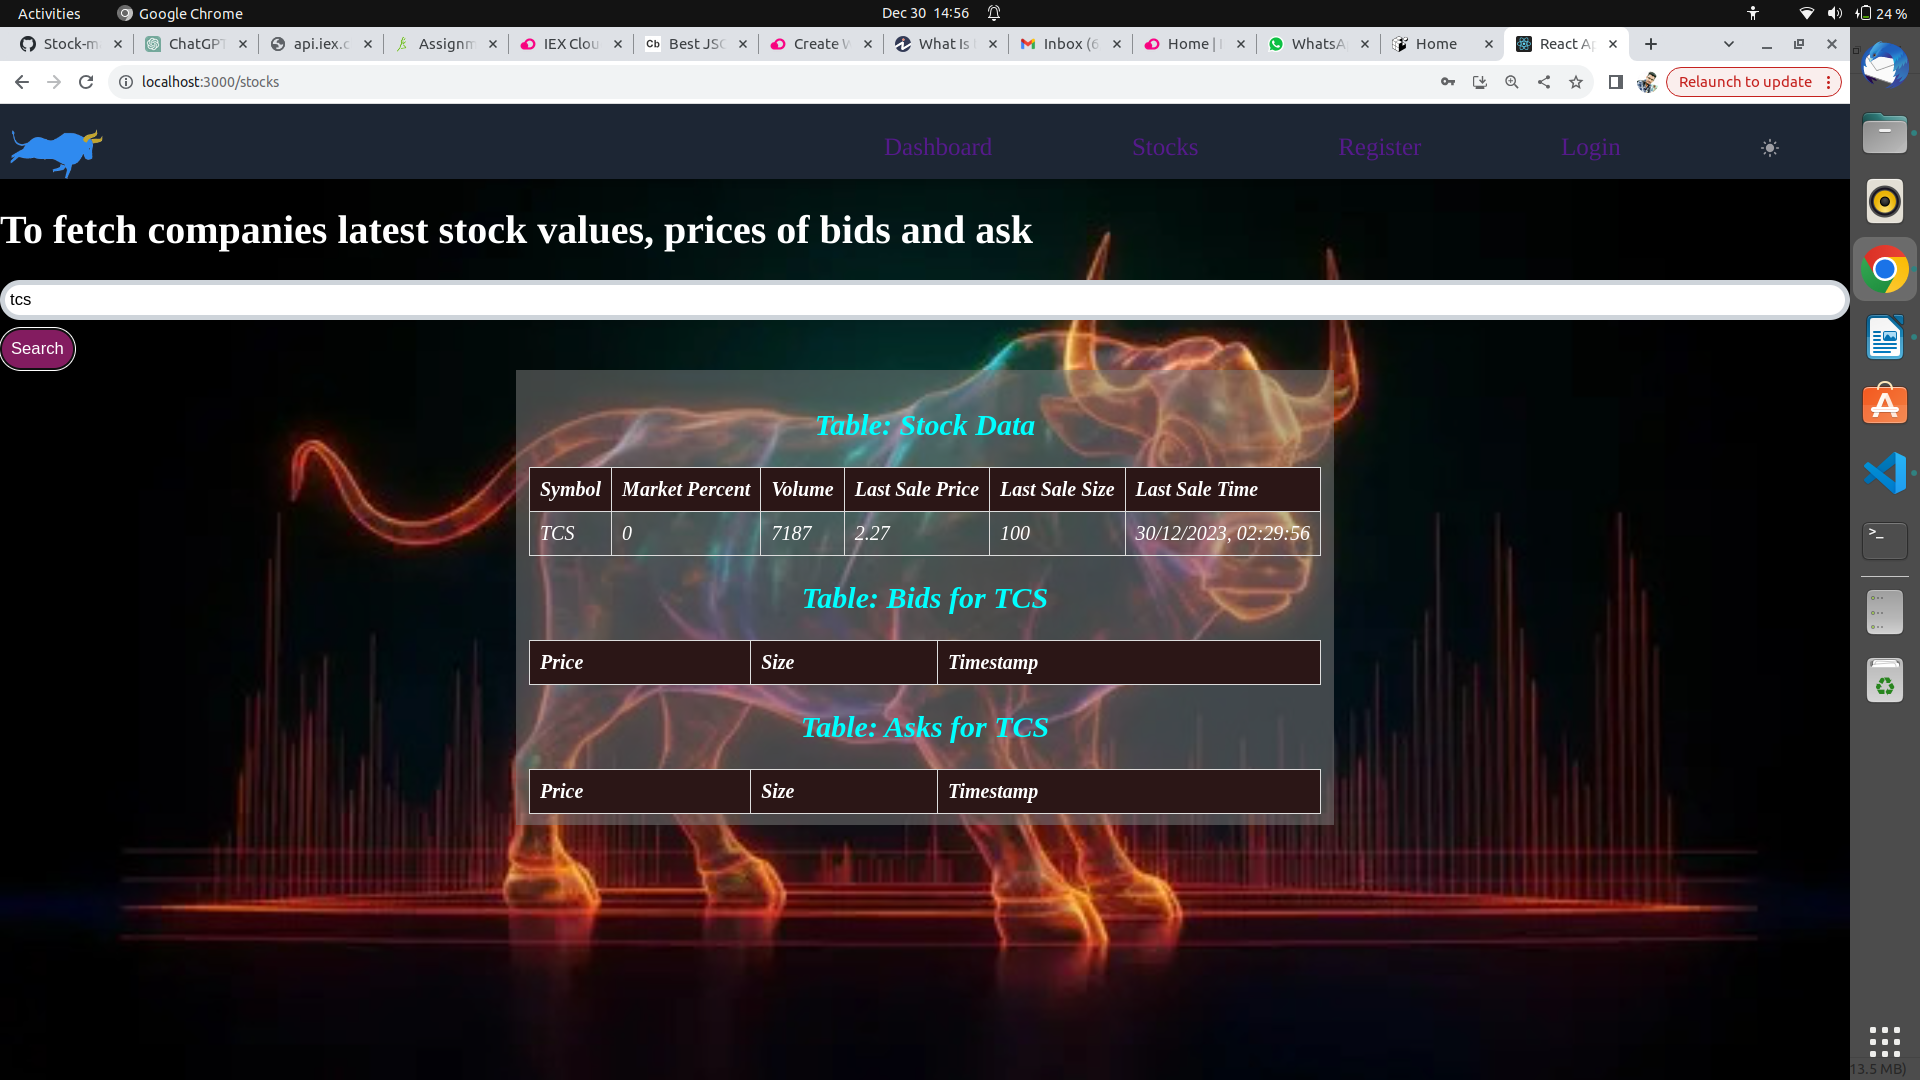 Activities Google Chrome Dec 30 14:56 24 %
Stock-m ChatGPT api.iex.c Assignm IEX Clou Best JSO Create W What Is Inbox (6 Home | WhatsA Home React Ap
localhost:3000/stocks Relaunch to update
Dashboard Stocks Register Login
To fetch companies latest stock values, prices of bids and ask
tcs
Search
Table: Stock Data
Symbol Market Percent Volume Last Sale Price Last Sale Size Last Sale Time
TCS 0 7187 2.27 100 30/12/2023, 02:29:56
Table: Bids for TCS
Price Size Timestamp
Table: Asks for TCS
Price Size Timestamp
13.5 MB)